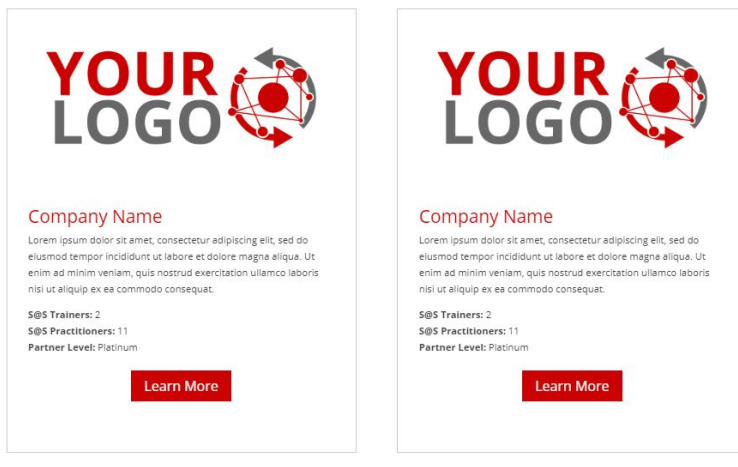 YOUR
LOGO
Company Name
Lorem ipsum dolor sit amet, consectetur adipiscing elit, sed do
eiusmod tempor incididunt ut labore et dolore magna aliqua. Ut
enim ad minim veniam, quis nostrud exercitation ullamco laboris
nisi ut aliquip ex ea commodo consequat.
S@S Trainers: 2
S@S Practitioners: 11
Partner Level: Platinum
Learn More
YOUR
LOGO
Company Name
Lorem ipsum dolor sit amet, consectetur adipiscing elit, sed do
eiusmod tempor incididunt ut labore et dolore magna aliqua. Ut
enim ad minim veniam, quis nostrud exercitation ullamco laboris
nisi ut aliquip ex ea commodo consequat.
S@S Trainers: 2
S@S Practitioners: 11
Partner Level: Platinum
Learn More